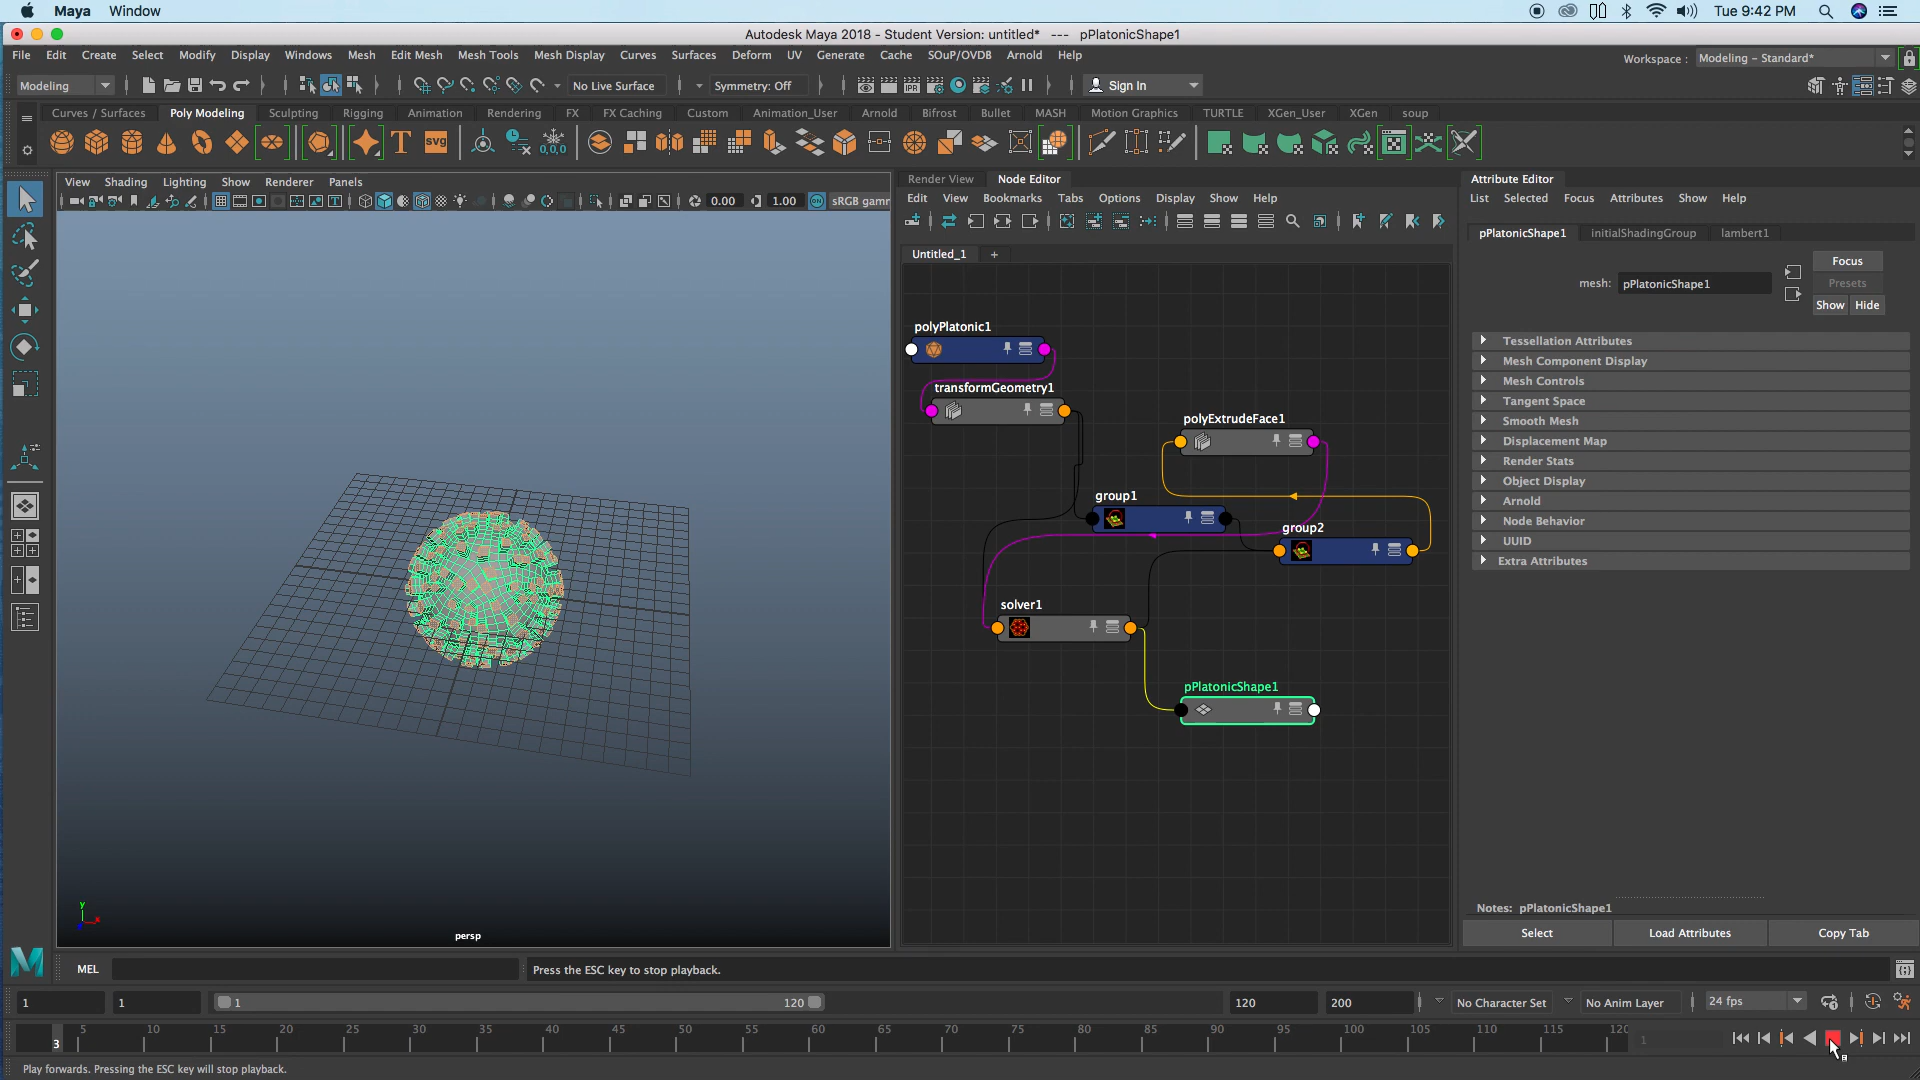 Maya Window Tue 9:42 PM
Autodesk Maya 2018 - Student Version: untitled* --- pPlatonicShape1
File Edit Create Select Modify Display Windows Mesh Edit Mesh Mesh Tools Mesh Display Curves Surfaces Deform UV Generate Cache SOuP/OVDB Arnold Help
Workspace : Modeling - Standard*
Modeling No Live Surface Symmetry: Off IPR Sign In
Curves / Surfaces Poly Modeling Sculpting Rigging Animation Rendering FX FX Caching Custom Animation_User Arnold Bifrost Bullet MASH Motion Graphics TURTLE XGen_User XGen soup
T SVG 0,0,0
View Shading Lighting Show Renderer Panels
0.00 1.00 sRGB gamm
Render View Node Editor
Edit View Bookmarks Tabs Options Display Show Help
Untitled_1 +
polyPlatonic1
transformGeometry1
polyExtrudeFace1
group1
group2
solver1
pPlatonicShape1
y
x
persp
Attribute Editor
List Selected Focus Attributes Show Help
pPlatonicShape1 initialShadingGroup lambert1
Focus
mesh: pPlatonicShape1
Presets
Show Hide
Tessellation Attributes
Mesh Component Display
Mesh Controls
Tangent Space
Smooth Mesh
Displacement Map
Render Stats
Object Display
Arnold
Node Behavior
UUID
Extra Attributes
Notes: pPlatonicShape1
Select Load Attributes Copy Tab
MEL Press the ESC key to stop playback.
1 1 1 120 120 200 No Character Set No Anim Layer 24 fps
3 5 10 15 20 25 30 35 40 45 50 55 60 65 70 75 80 85 90 95 100 105 110 115 120 1
Play forwards. Pressing the ESC key will stop playback.